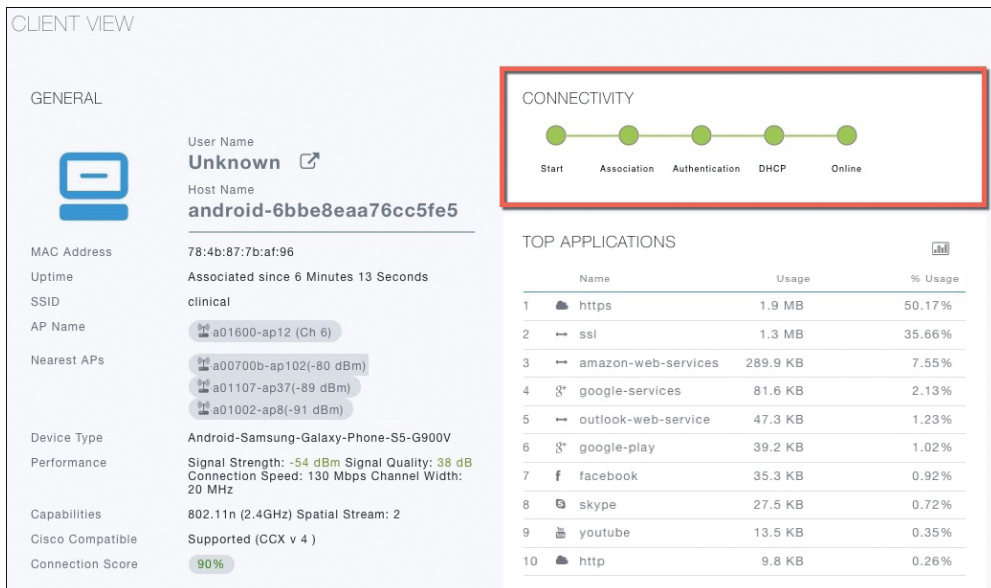 CLIENT VIEW
GENERAL
User Name
Unknown
Host Name
android-6bbe8eaa76cc5fe5
MAC Address 78:4b:87:7b:af:96
Uptime Associated since 6 Minutes 13 Seconds
SSID clinical
AP Name a01600-ap12 (Ch 6)
Nearest APs a00700b-ap102(-80 dBm)
a01107-ap37(-89 dBm)
a01002-ap8(-91 dBm)
Device Type Android-Samsung-Galaxy-Phone-S5-G900V
Performance Signal Strength: -54 dBm Signal Quality: 38 dB
Connection Speed: 130 Mbps Channel Width:
20 MHz
Capabilities 802.11n (2.4GHz) Spatial Stream: 2
Cisco Compatible Supported (CCX v 4 )
Connection Score 90%
CONNECTIVITY
Start Association Authentication DHCP Online
TOP APPLICATIONS
Name Usage % Usage
1 https 1.9 MB 50.17%
2 ssl 1.3 MB 35.66%
3 amazon-web-services 289.9 KB 7.55%
4 g+ google-services 81.6 KB 2.13%
5 outlook-web-service 47.3 KB 1.23%
6 g+ google-play 39.2 KB 1.02%
7 f facebook 35.3 KB 0.92%
8 S skype 27.5 KB 0.72%
9 youtube 13.5 KB 0.35%
10 http 9.8 KB 0.26%